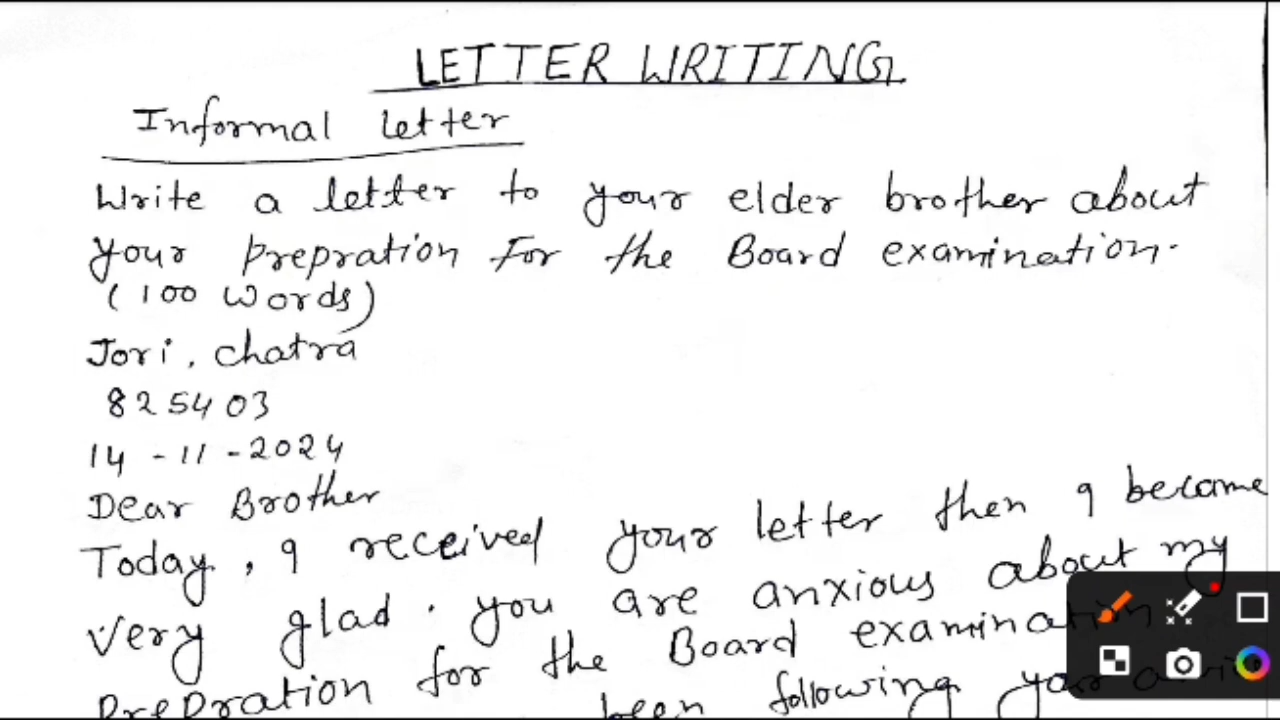 LETTER WRITING
Informal letter
Write a letter to your elder brother about
your prepration for the Board examination.
(100 words)
Jori, chatra
825403
14-11-2024
Dear Brother
Today, I received your letter then I became
very glad. you are anxious about my
prepration for the Board examination
been following your